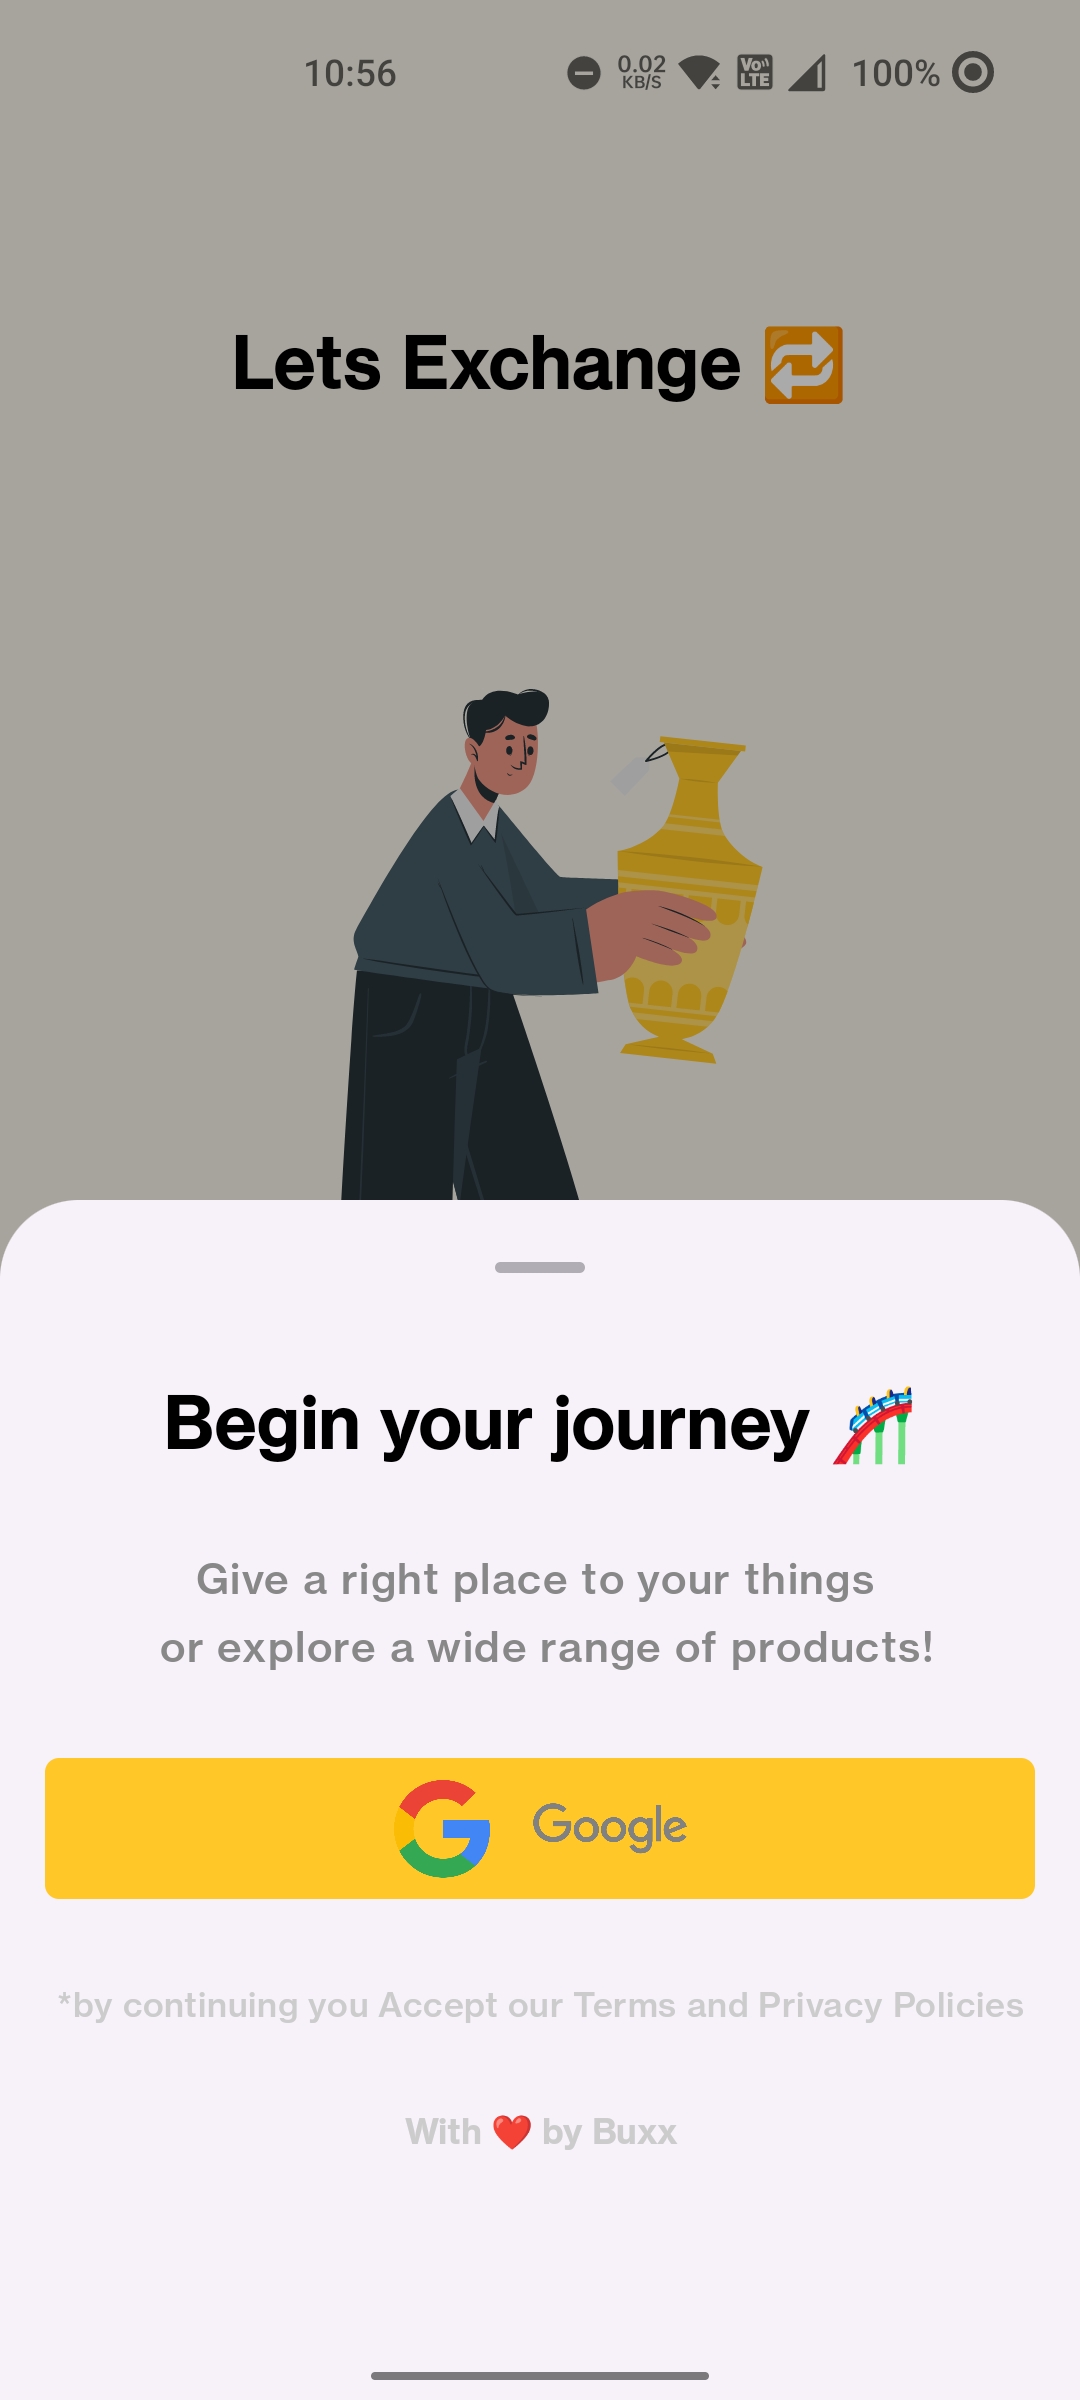 10:56 0.02 KB/S Vo LTE 100%
Lets Exchange 🔁
Begin your journey 🎢
Give a right place to your things
or explore a wide range of products!
G Google
*by continuing you Accept our Terms and Privacy Policies
With ❤️ by Buxx